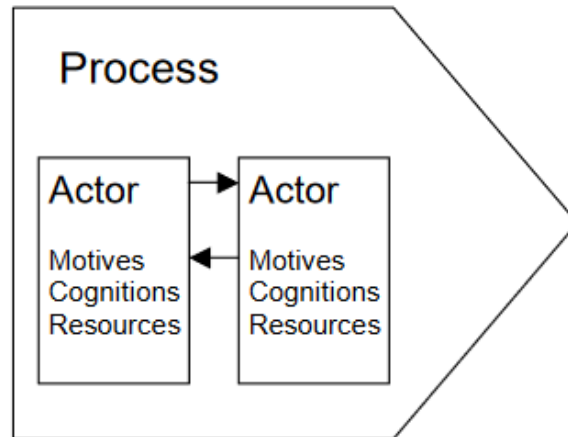 Process
Actor
Motives
Cognitions
Resources
Actor
Motives
Cognitions
Resources